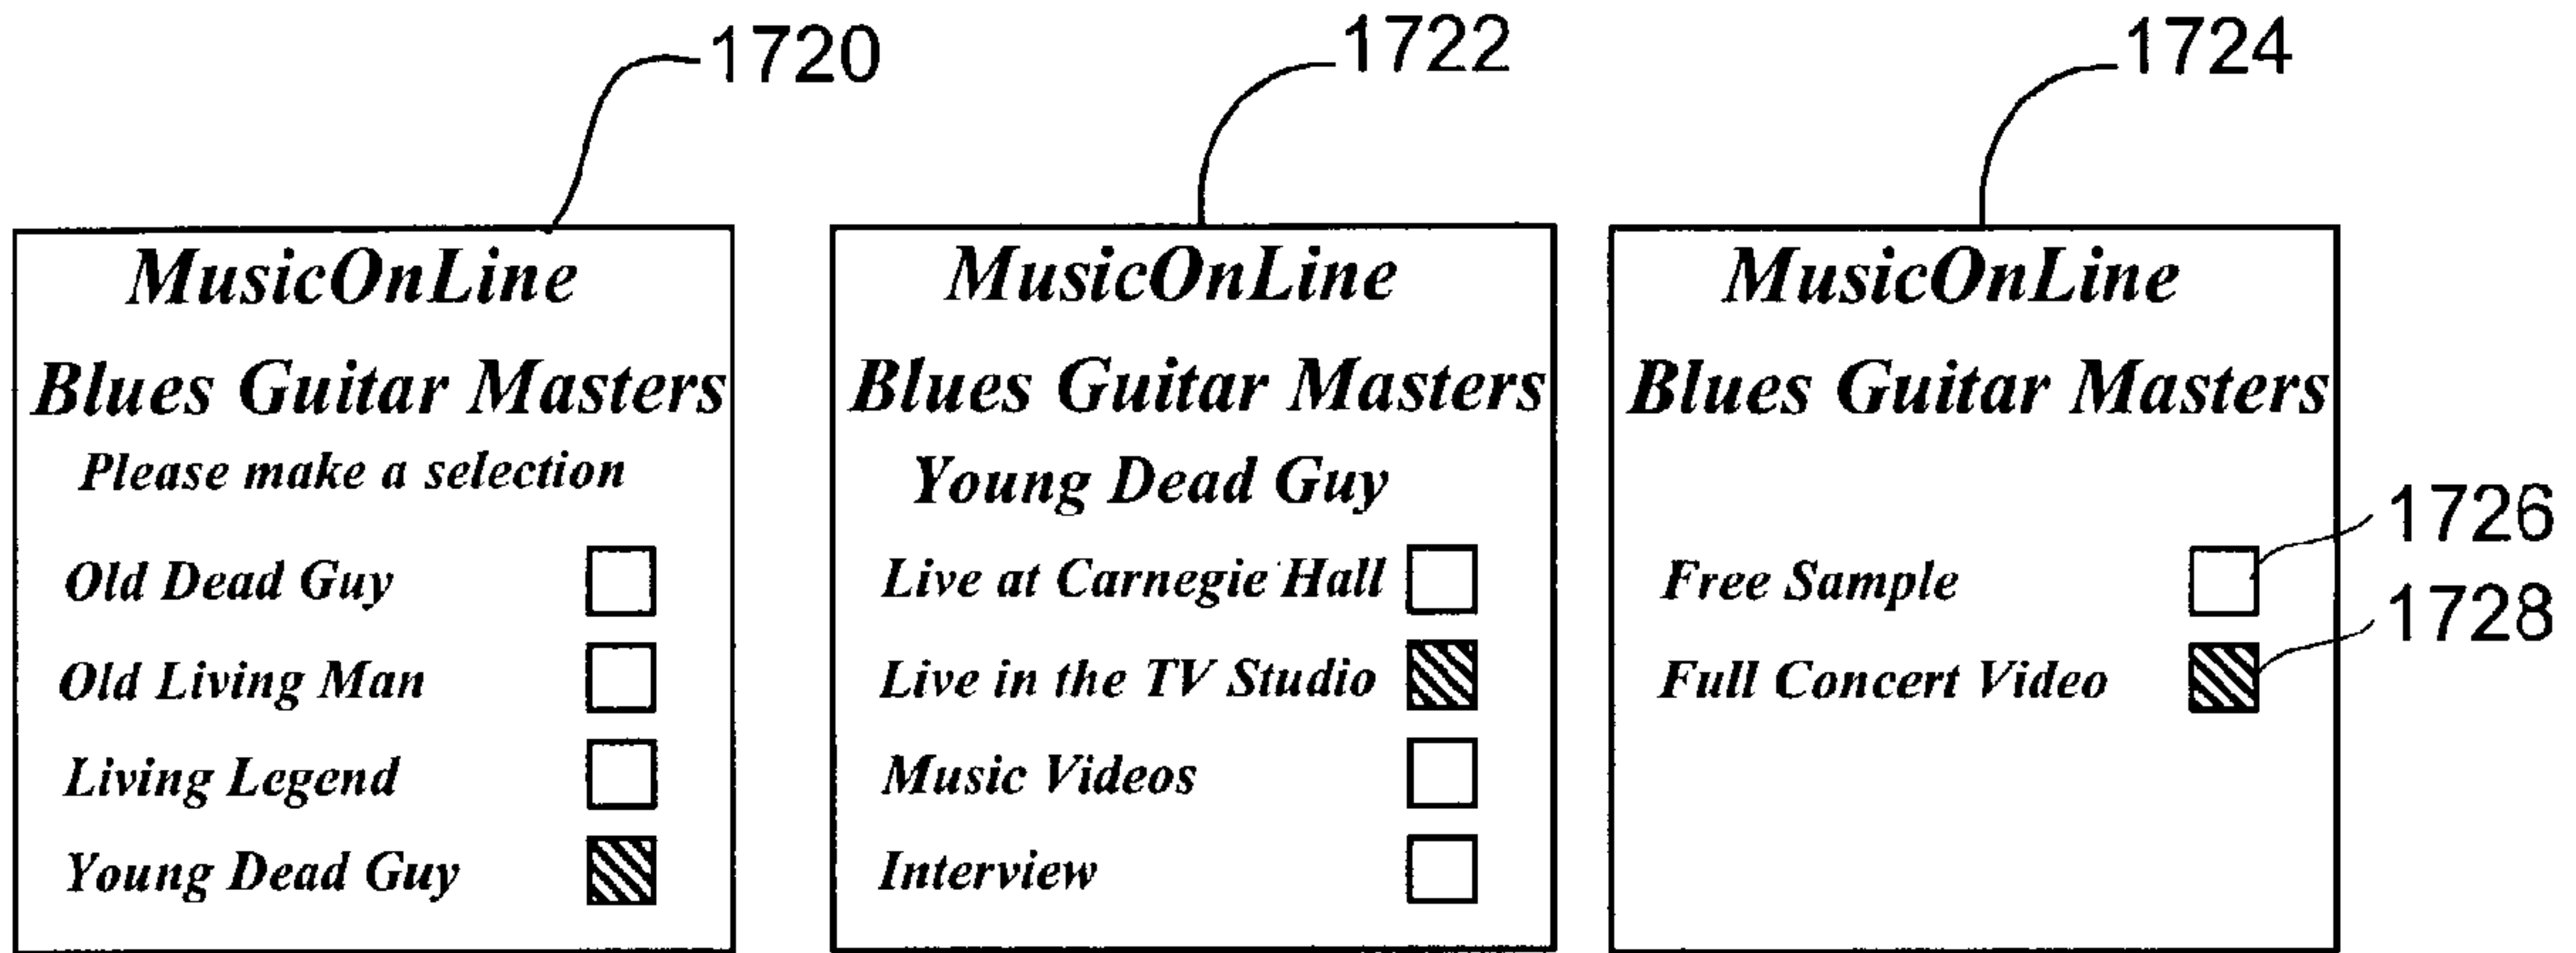 1720
1722
1724
MusicOnLine
Blues Guitar Masters
Please make a selection
Old Dead Guy
Old Living Man
Living Legend
Young Dead Guy
MusicOnLine
Blues Guitar Masters
Young Dead Guy
Live at Carnegie Hall
Live in the TV Studio
Music Videos
Interview
MusicOnLine
Blues Guitar Masters
Free Sample
1726
Full Concert Video
1728